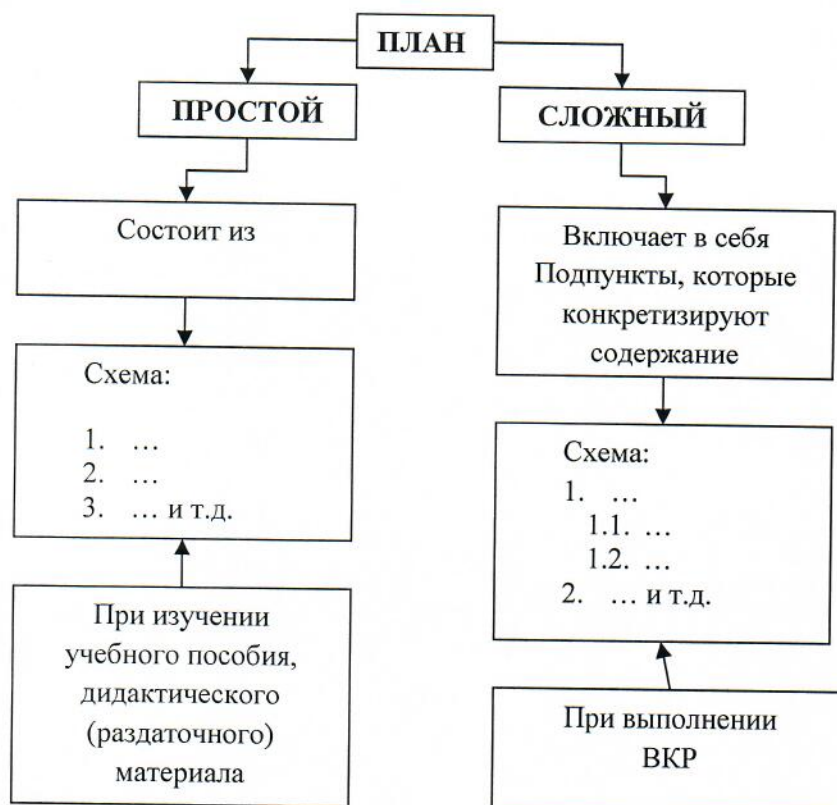 ПЛАН
ПРОСТОЙ
СЛОЖНЫЙ
Состоит из
Включает в себя
Подпункты, которые
конкретизируют
содержание
Схема:
1. …
2. …
3. … и т.д.
Схема:
1. …
1.1. …
1.2. …
2. … и т.д.
При изучении
учебного пособия,
дидактического
(раздаточного)
материала
При выполнении
ВКР